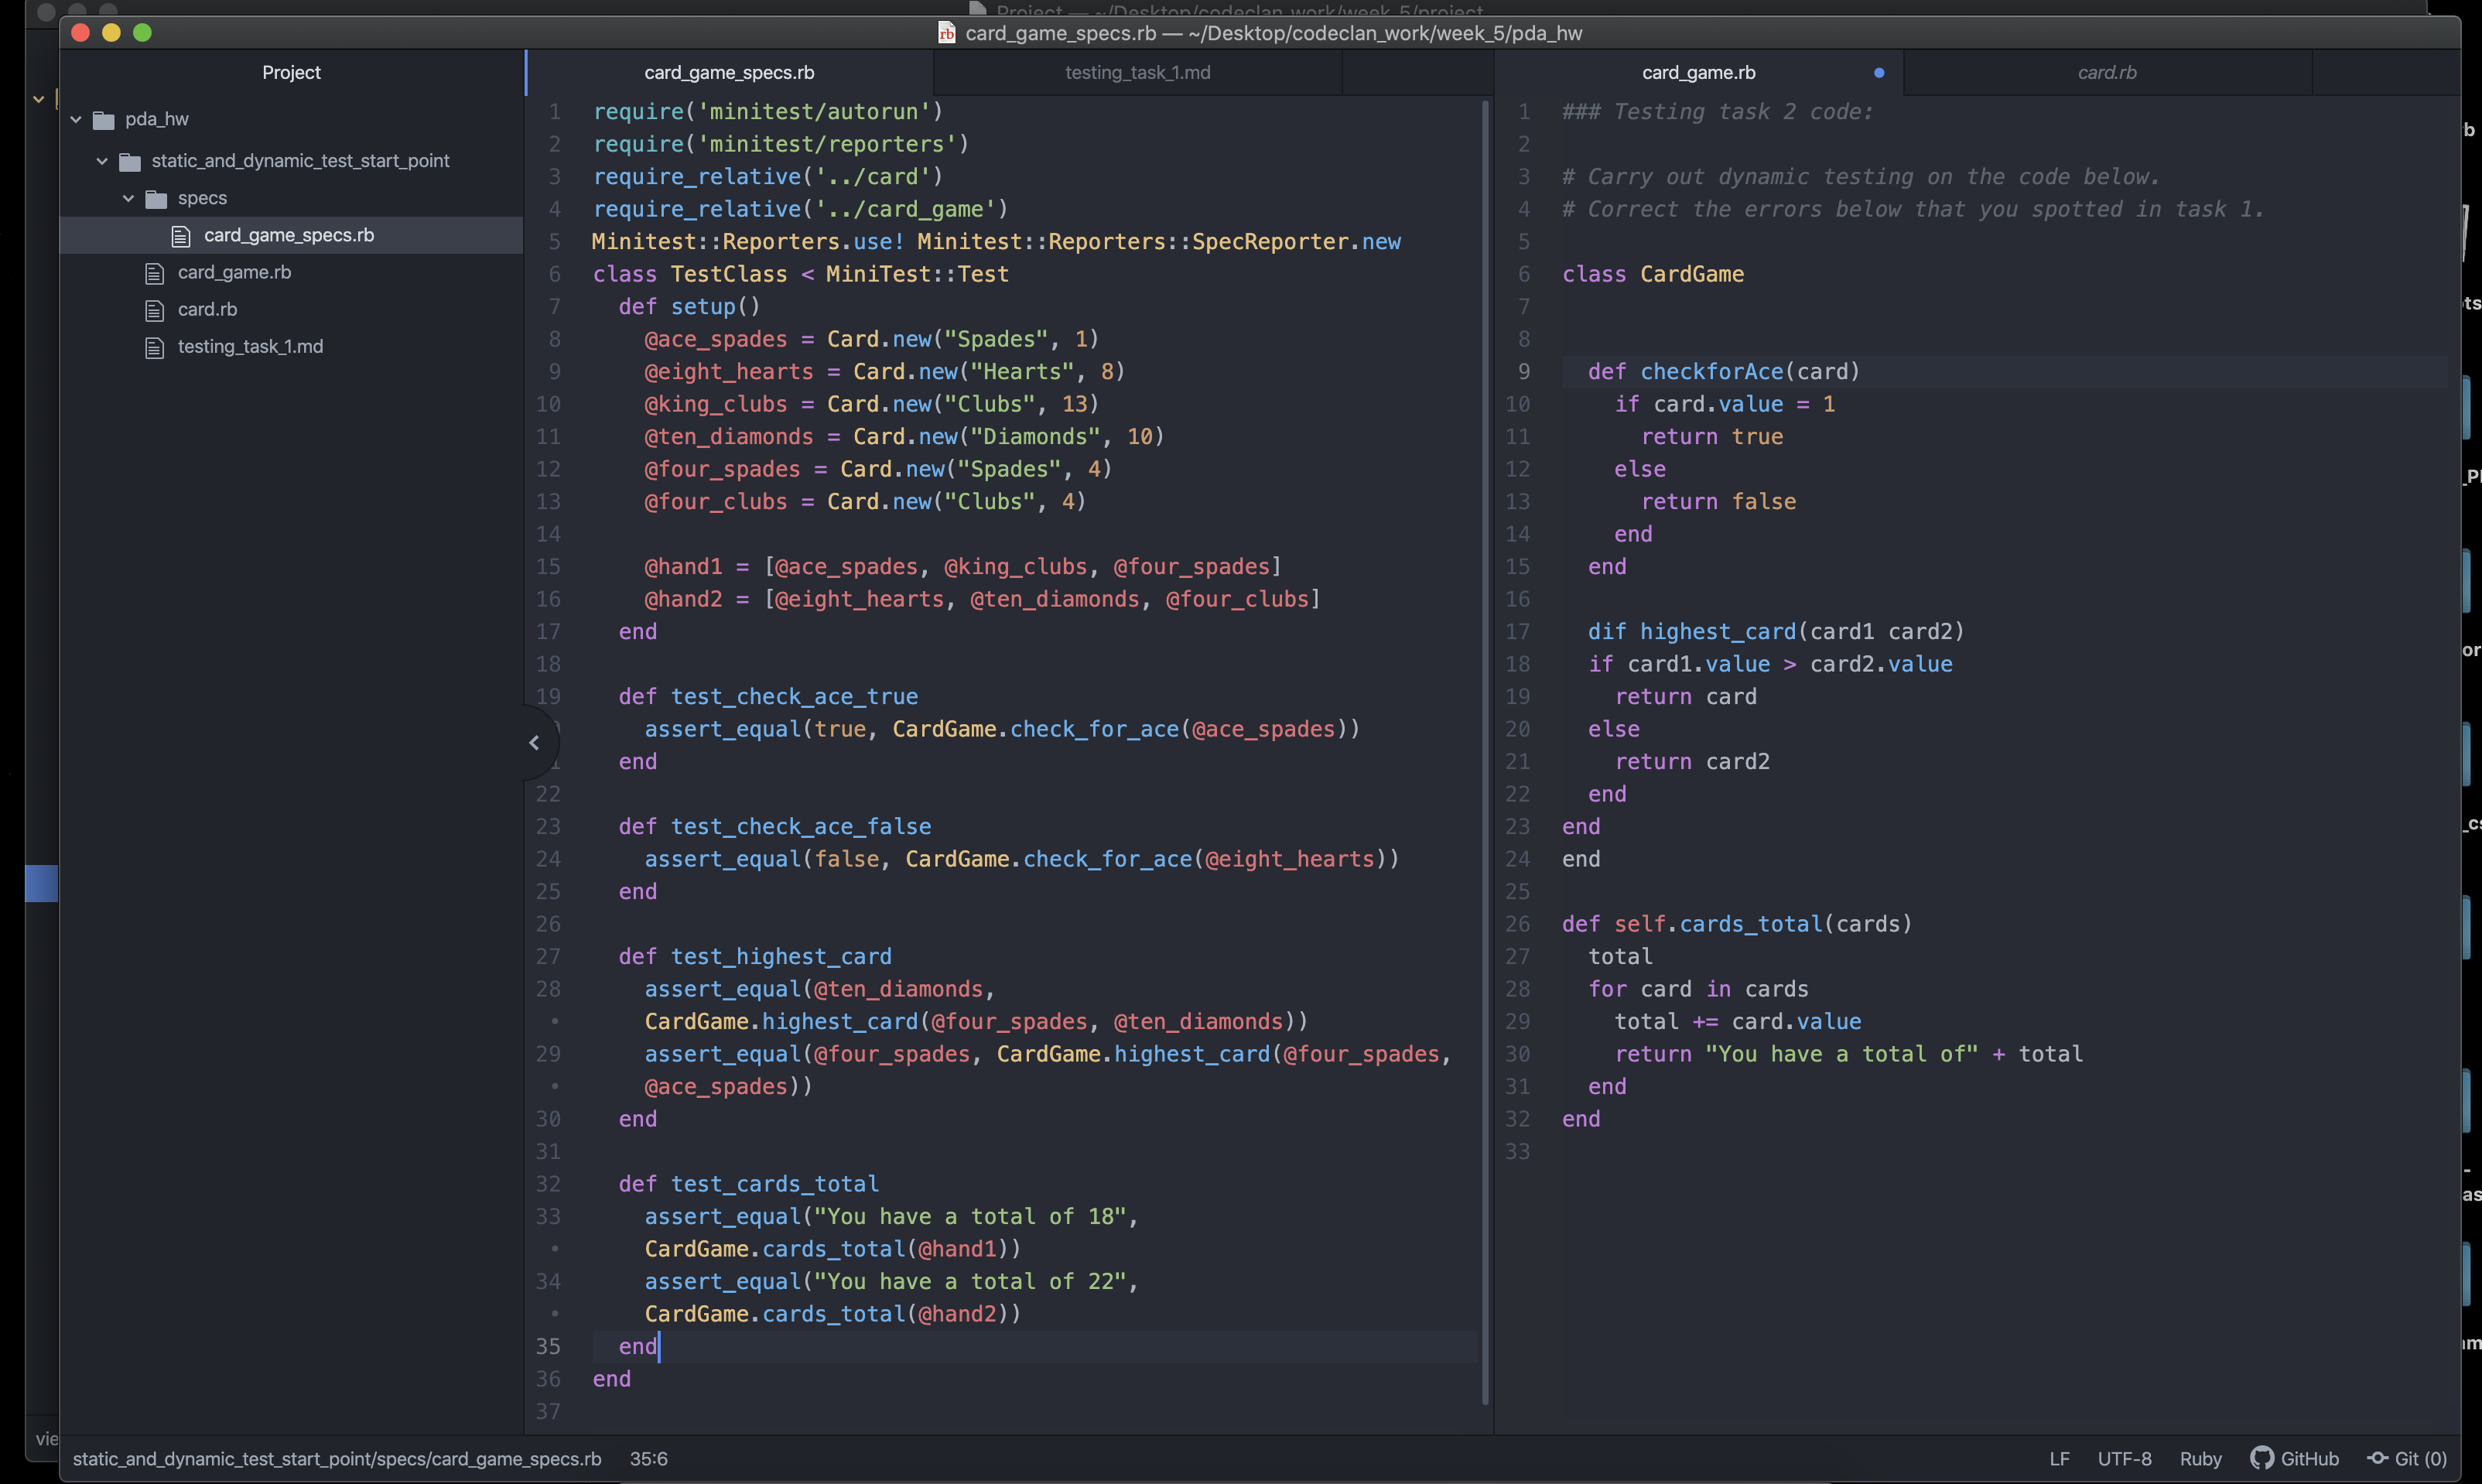 Project — ~/Desktop/codeclan_work/week_5/project
card_game_specs.rb — ~/Desktop/codeclan_work/week_5/pda_hw
Project
pda_hw
static_and_dynamic_test_start_point
specs
card_game_specs.rb
card_game.rb
card.rb
testing_task_1.md
card_game_specs.rb
testing_task_1.md
1 require('minitest/autorun')
2 require('minitest/reporters')
3 require_relative('../card')
4 require_relative('../card_game')
5 Minitest::Reporters.use! Minitest::Reporters::SpecReporter.new
6 class TestClass < MiniTest::Test
7 def setup()
8 @ace_spades = Card.new("Spades", 1)
9 @eight_hearts = Card.new("Hearts", 8)
10 @king_clubs = Card.new("Clubs", 13)
11 @ten_diamonds = Card.new("Diamonds", 10)
12 @four_spades = Card.new("Spades", 4)
13 @four_clubs = Card.new("Clubs", 4)
14
15 @hand1 = [@ace_spades, @king_clubs, @four_spades]
16 @hand2 = [@eight_hearts, @ten_diamonds, @four_clubs]
17 end
18
19 def test_check_ace_true
assert_equal(true, CardGame.check_for_ace(@ace_spades))
end
22
23 def test_check_ace_false
24 assert_equal(false, CardGame.check_for_ace(@eight_hearts))
25 end
26
27 def test_highest_card
28 assert_equal(@ten_diamonds,
• CardGame.highest_card(@four_spades, @ten_diamonds))
29 assert_equal(@four_spades, CardGame.highest_card(@four_spades,
• @ace_spades))
30 end
31
32 def test_cards_total
33 assert_equal("You have a total of 18",
• CardGame.cards_total(@hand1))
34 assert_equal("You have a total of 22",
• CardGame.cards_total(@hand2))
35 end
36 end
37
card_game.rb
card.rb
1 ### Testing task 2 code:
2
3 # Carry out dynamic testing on the code below.
4 # Correct the errors below that you spotted in task 1.
5
6 class CardGame
7
8
9 def checkforAce(card)
10 if card.value = 1
11 return true
12 else
13 return false
14 end
15 end
16
17 dif highest_card(card1 card2)
18 if card1.value > card2.value
19 return card
20 else
21 return card2
22 end
23 end
24 end
25
26 def self.cards_total(cards)
27 total
28 for card in cards
29 total += card.value
30 return "You have a total of" + total
31 end
32 end
33
static_and_dynamic_test_start_point/specs/card_game_specs.rb 35:6
LF UTF-8 Ruby GitHub Git (0)